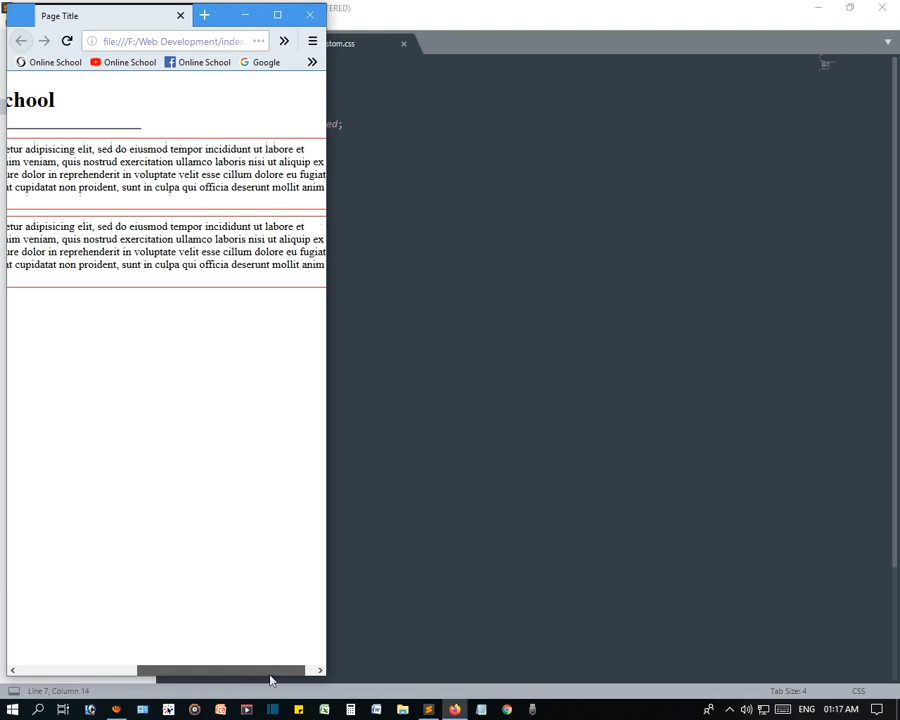 ERED)
Page Title
file:///F:/Web Development/index.
stom.css
Online School
Online School
Online School
Google
chool
ed;
etur adipisicing elit, sed do eiusmod tempor incididunt ut labore et
nim veniam, quis nostrud exercitation ullamco laboris nisi ut aliquip ex
ure dolor in reprehenderit in voluptate velit esse cillum dolore eu fugiat
at cupidatat non proident, sunt in culpa qui officia deserunt mollit anim
etur adipisicing elit, sed do eiusmod tempor incididunt ut labore et
nim veniam, quis nostrud exercitation ullamco laboris nisi ut aliquip ex
ure dolor in reprehenderit in voluptate velit esse cillum dolore eu fugiat
at cupidatat non proident, sunt in culpa qui officia deserunt mollit anim
Line 7, Column 14
Tab Size: 4
CSS
ENG
01:17 AM